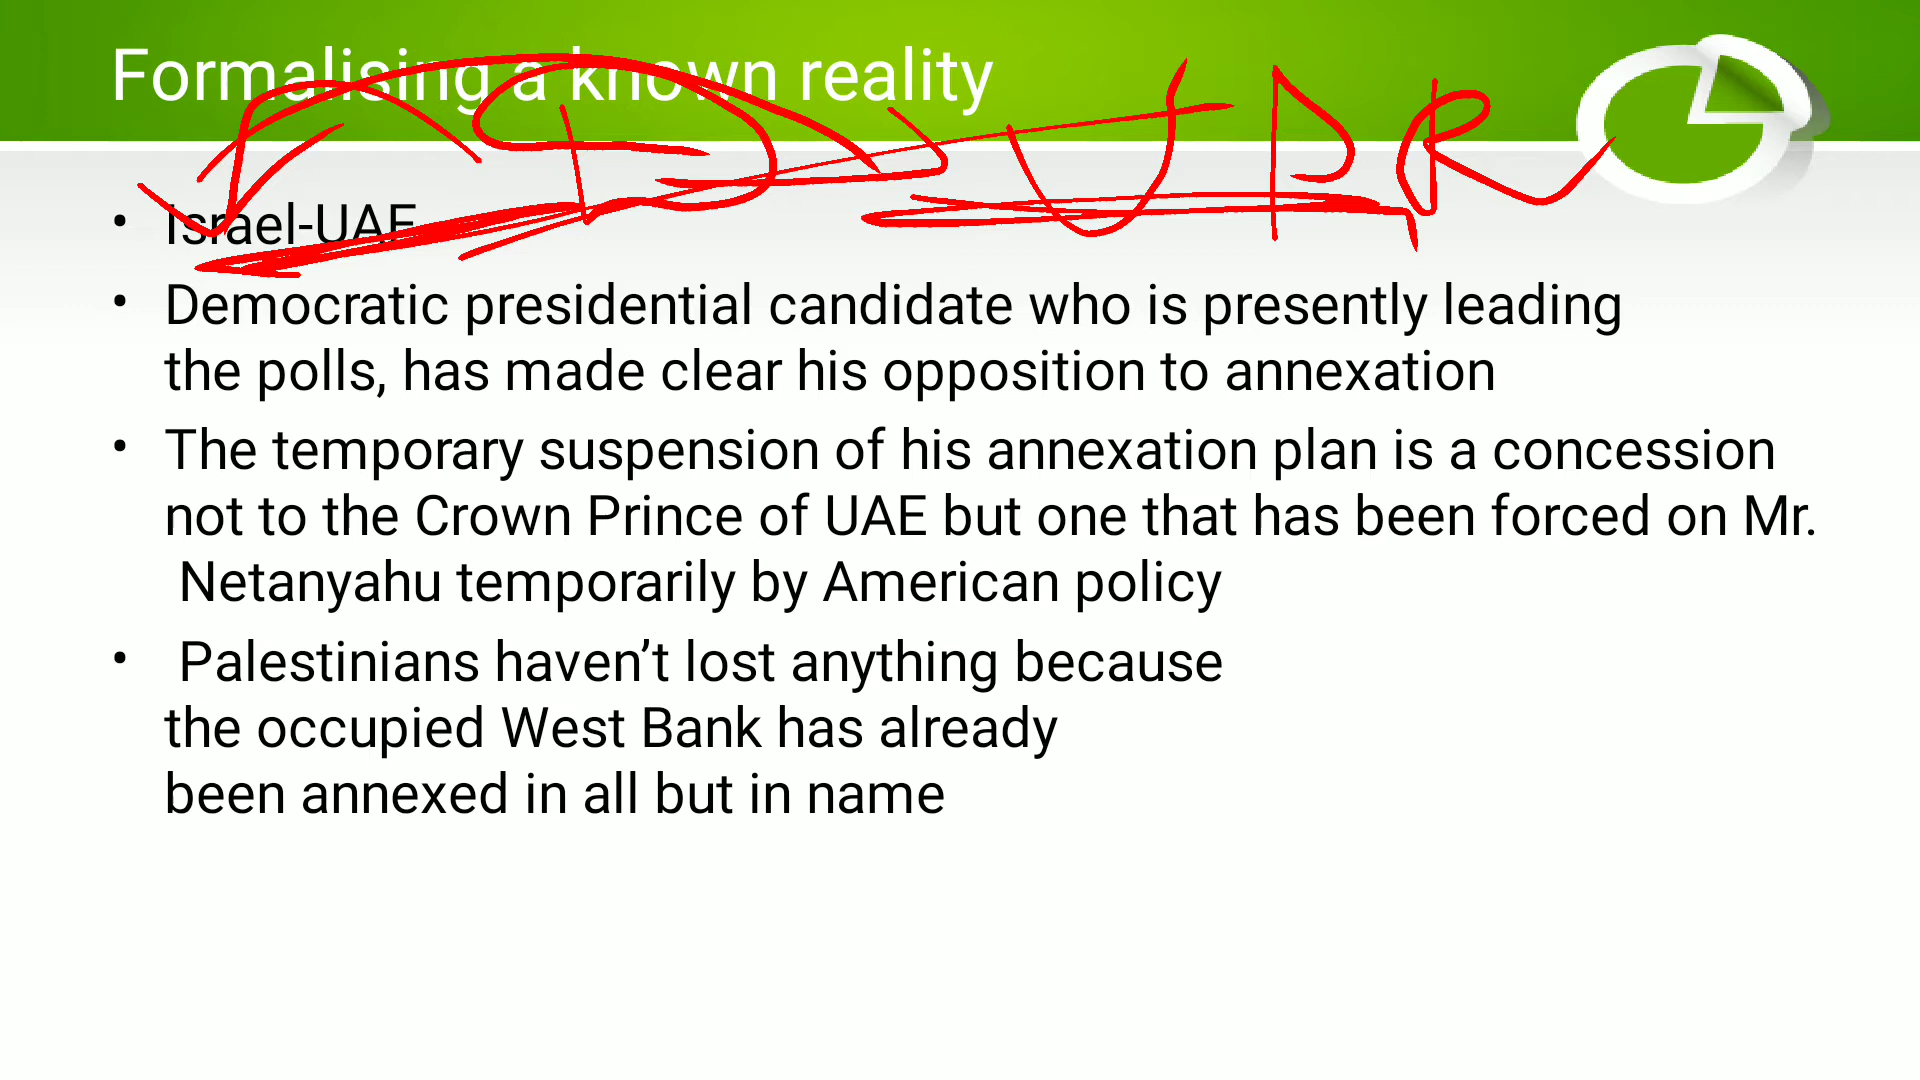 Formalising a known reality
• Israel-UAE
• Democratic presidential candidate who is presently leading
the polls, has made clear his opposition to annexation
• The temporary suspension of his annexation plan is a concession
not to the Crown Prince of UAE but one that has been forced on Mr.
Netanyahu temporarily by American policy
• Palestinians haven’t lost anything because
the occupied West Bank has already
been annexed in all but in name